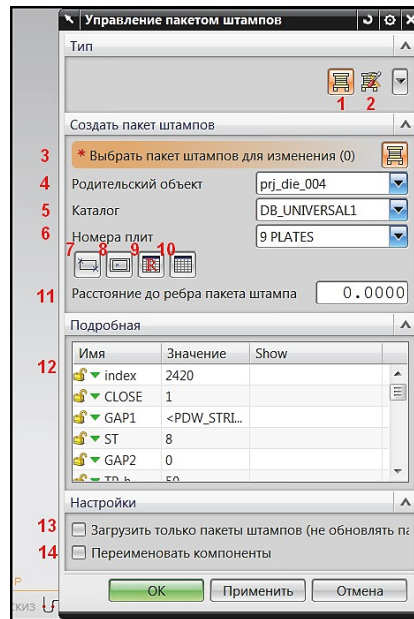 Управление пакетом штампов
Тип
1 2
Создать пакет штампов
3 * Выбрать пакет штампов для изменения (0)
4 Родительский объект prj_die_004
5 Каталог DB_UNIVERSAL1
6 Номера плит 9 PLATES
7 8 9 10
R
11 Расстояние до ребра пакета штампа 0.0000
Подробная
Имя Значение Show
12 index 2420
CLOSE 1
GAP1 <PDW_STRI...
ST 8
GAP2 0
Настройки
13 Загрузить только пакеты штампов (не обновлять па
14 Переименовать компоненты
OK Применить Отмена
киз